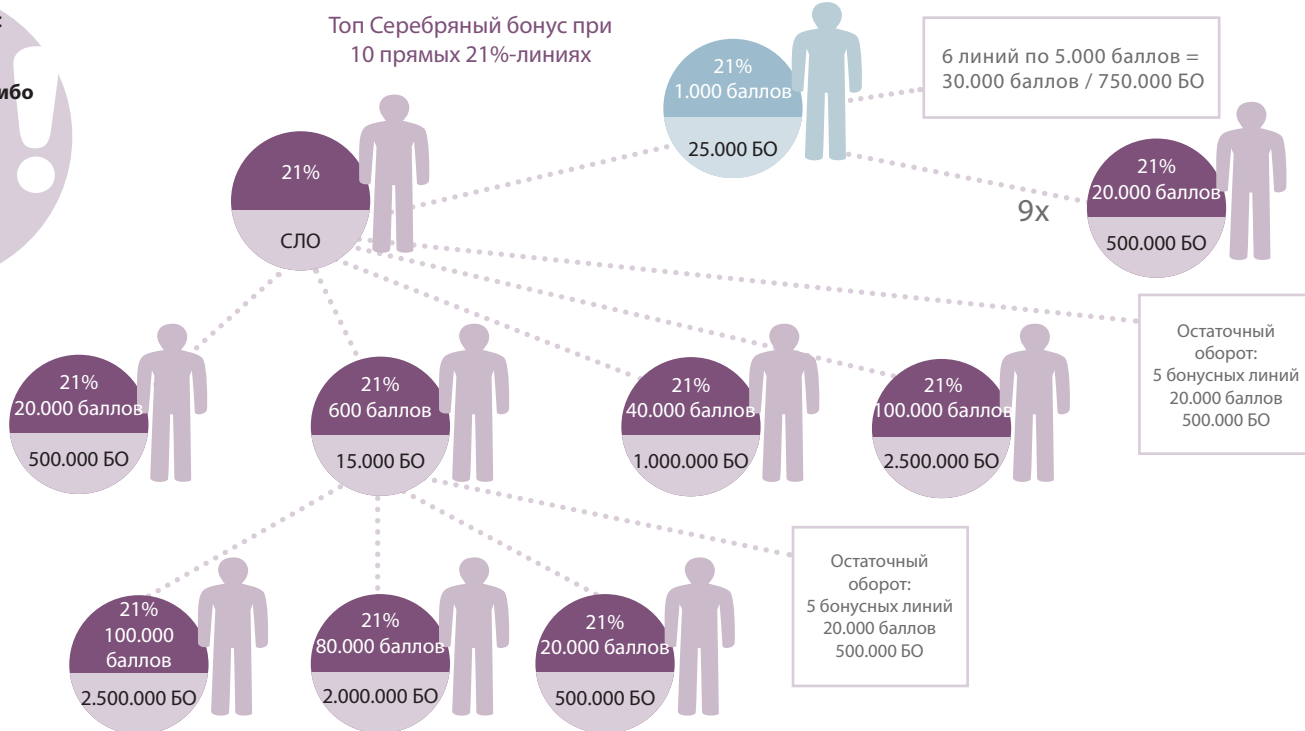 Топ Серебряный бонус при
10 прямых 21%-линиях
21%
1.000 баллов
25.000 БО
6 линий по 5.000 баллов =
30.000 баллов / 750.000 БО
9x
21%
20.000 баллов
500.000 БО
21%
СЛО
21%
20.000 баллов
500.000 БО
21%
600 баллов
15.000 БО
21%
40.000 баллов
1.000.000 БО
21%
100.000 баллов
2.500.000 БО
Остаточный
оборот:
5 бонусных линий
20.000 баллов
500.000 БО
21%
100.000
баллов
2.500.000 БО
21%
80.000 баллов
2.000.000 БО
21%
20.000 баллов
500.000 БО
Остаточный
оборот:
5 бонусных линий
20.000 баллов
500.000 БО